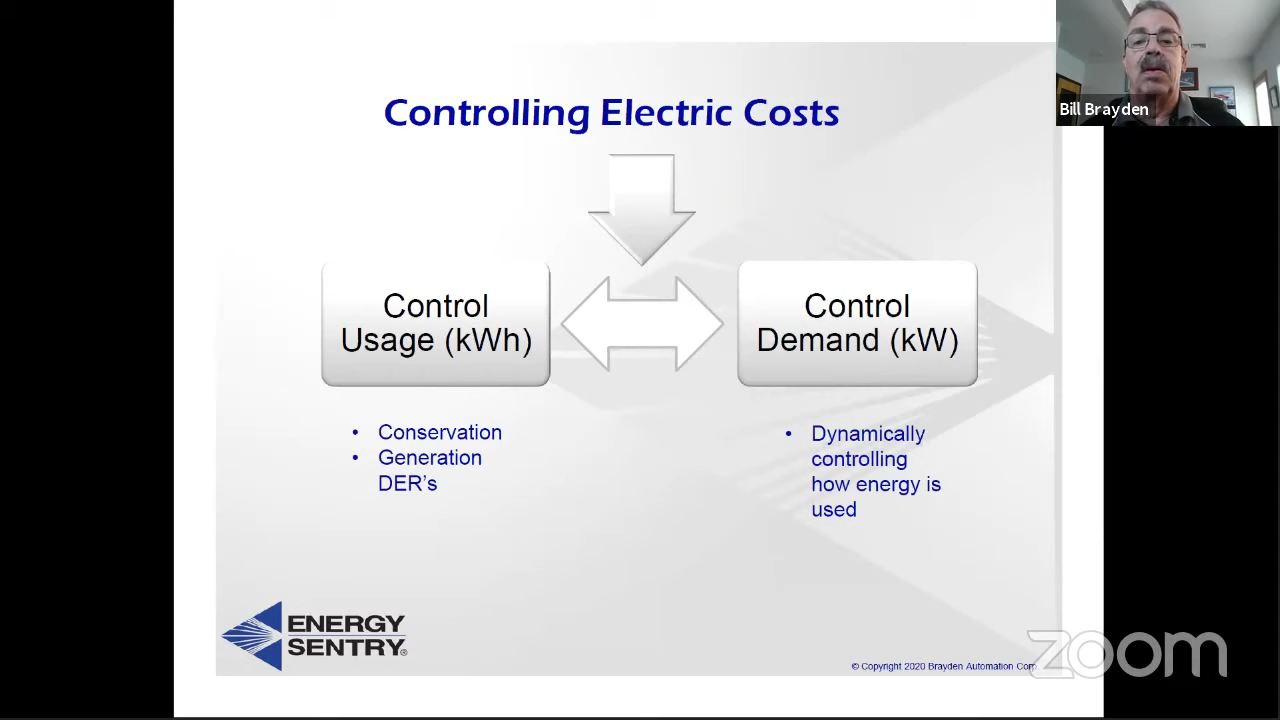 Controlling Electric Costs
Bill Brayden
Control
Usage (kWh)
Control
Demand (kW)
• Conservation
• Generation
DER's
• Dynamically
controlling
how energy is
used
ENERGY
SENTRY®
© Copyright 2020 Brayden Automation Corp
zoom